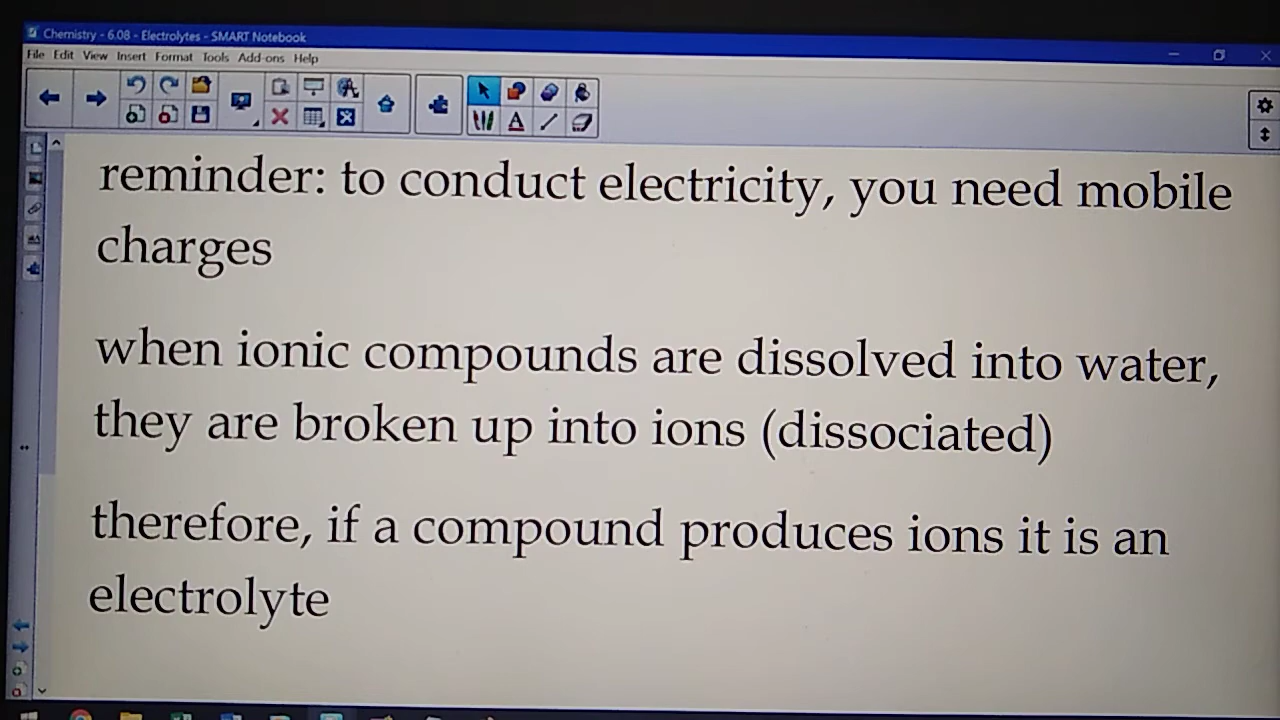 Chemistry - 6.08 - Electrolytes - SMART Notebook
File Edit View Insert Format Tools Add-ons Help
reminder: to conduct electricity, you need mobile
charges
when ionic compounds are dissolved into water,
they are broken up into ions (dissociated)
therefore, if a compound produces ions it is an
electrolyte